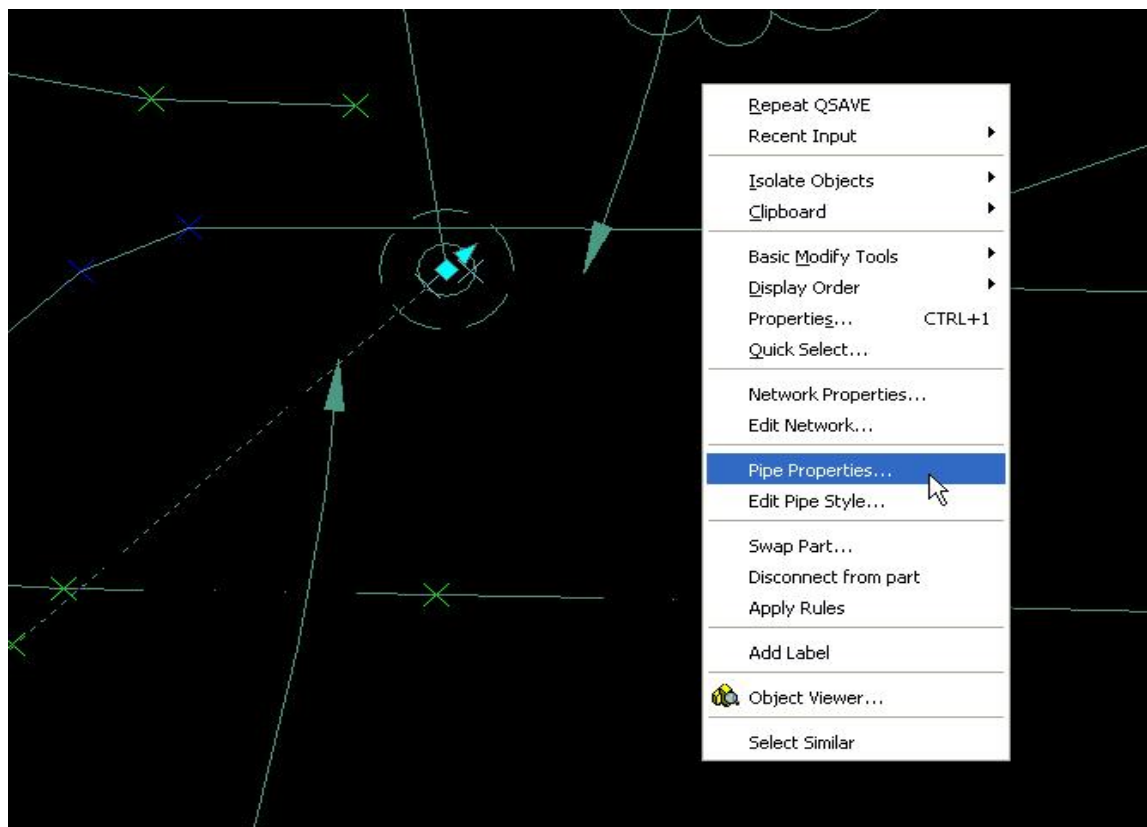 Repeat QSAVE
Recent Input
Isolate Objects
Clipboard
Basic Modify Tools
Display Order
Properties... CTRL+1
Quick Select...
Network Properties...
Edit Network...
Pipe Properties...
Edit Pipe Style...
Swap Part...
Disconnect from part
Apply Rules
Add Label
Object Viewer...
Select Similar